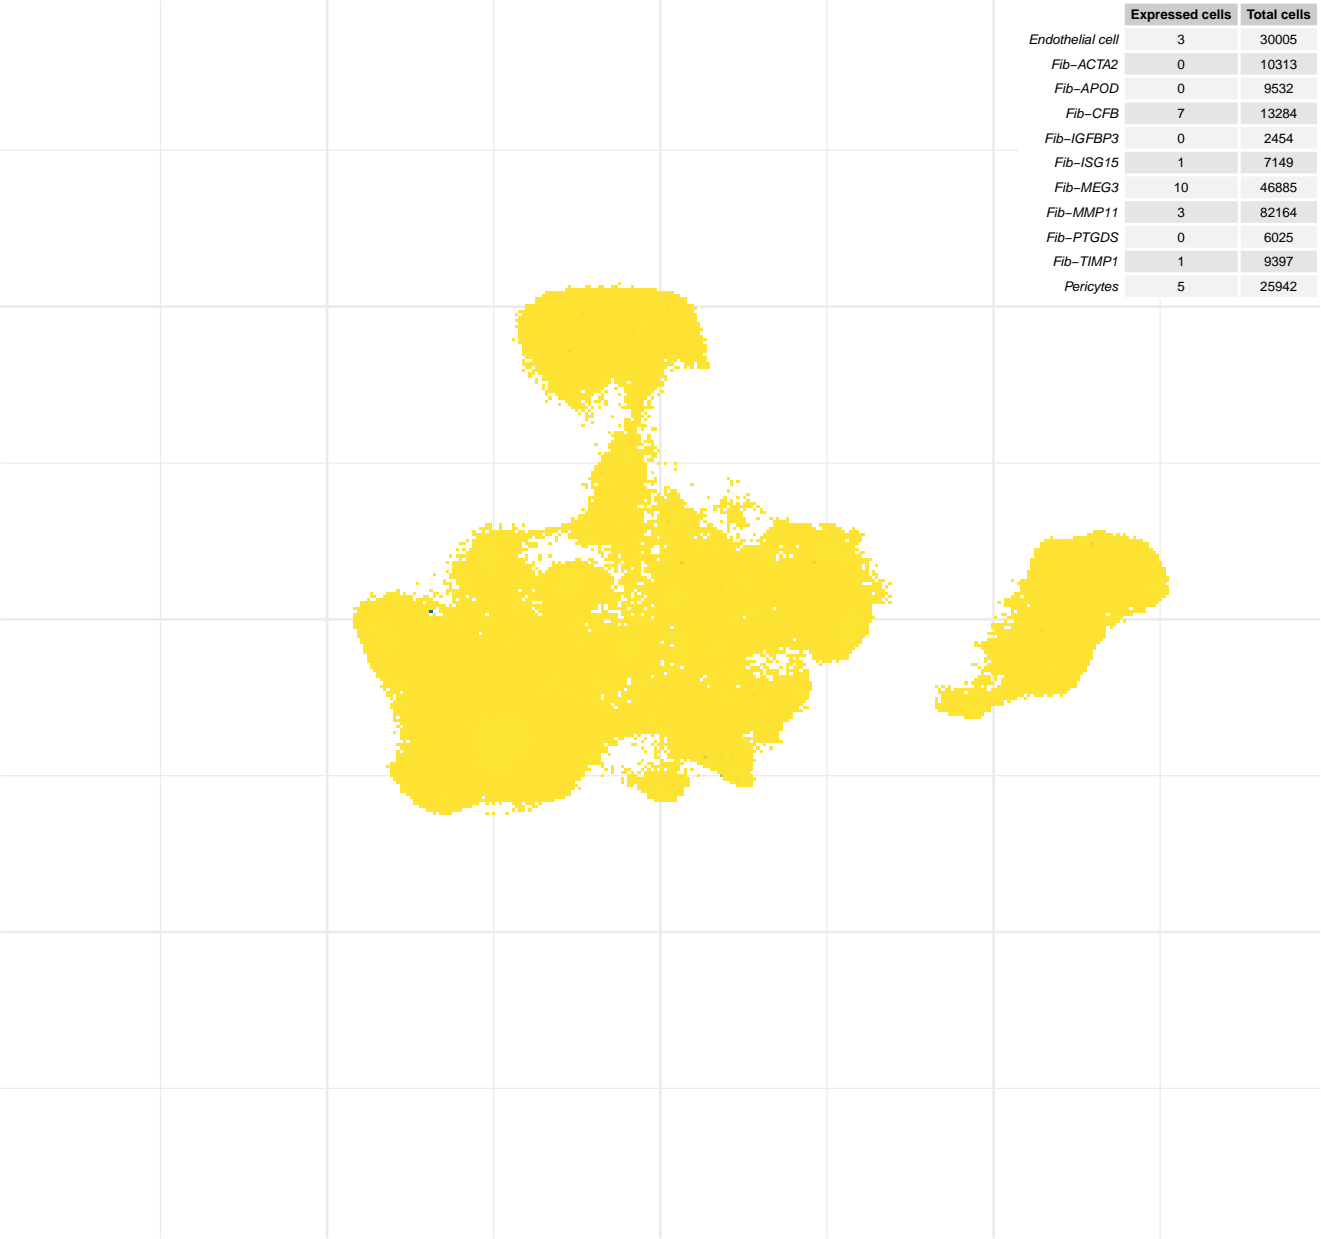 Expressed cells Total cells
Endothelial cell 3 30005
Fib−ACTA2 0 10313
Fib−APOD 0 9532
Fib−CFB 7 13284
Fib−IGFBP3 0 2454
Fib−ISG15 1 7149
Fib−MEG3 10 46885
Fib−MMP11 3 82164
Fib−PTGDS 0 6025
Fib−TIMP1 1 9397
Pericytes 5 25942